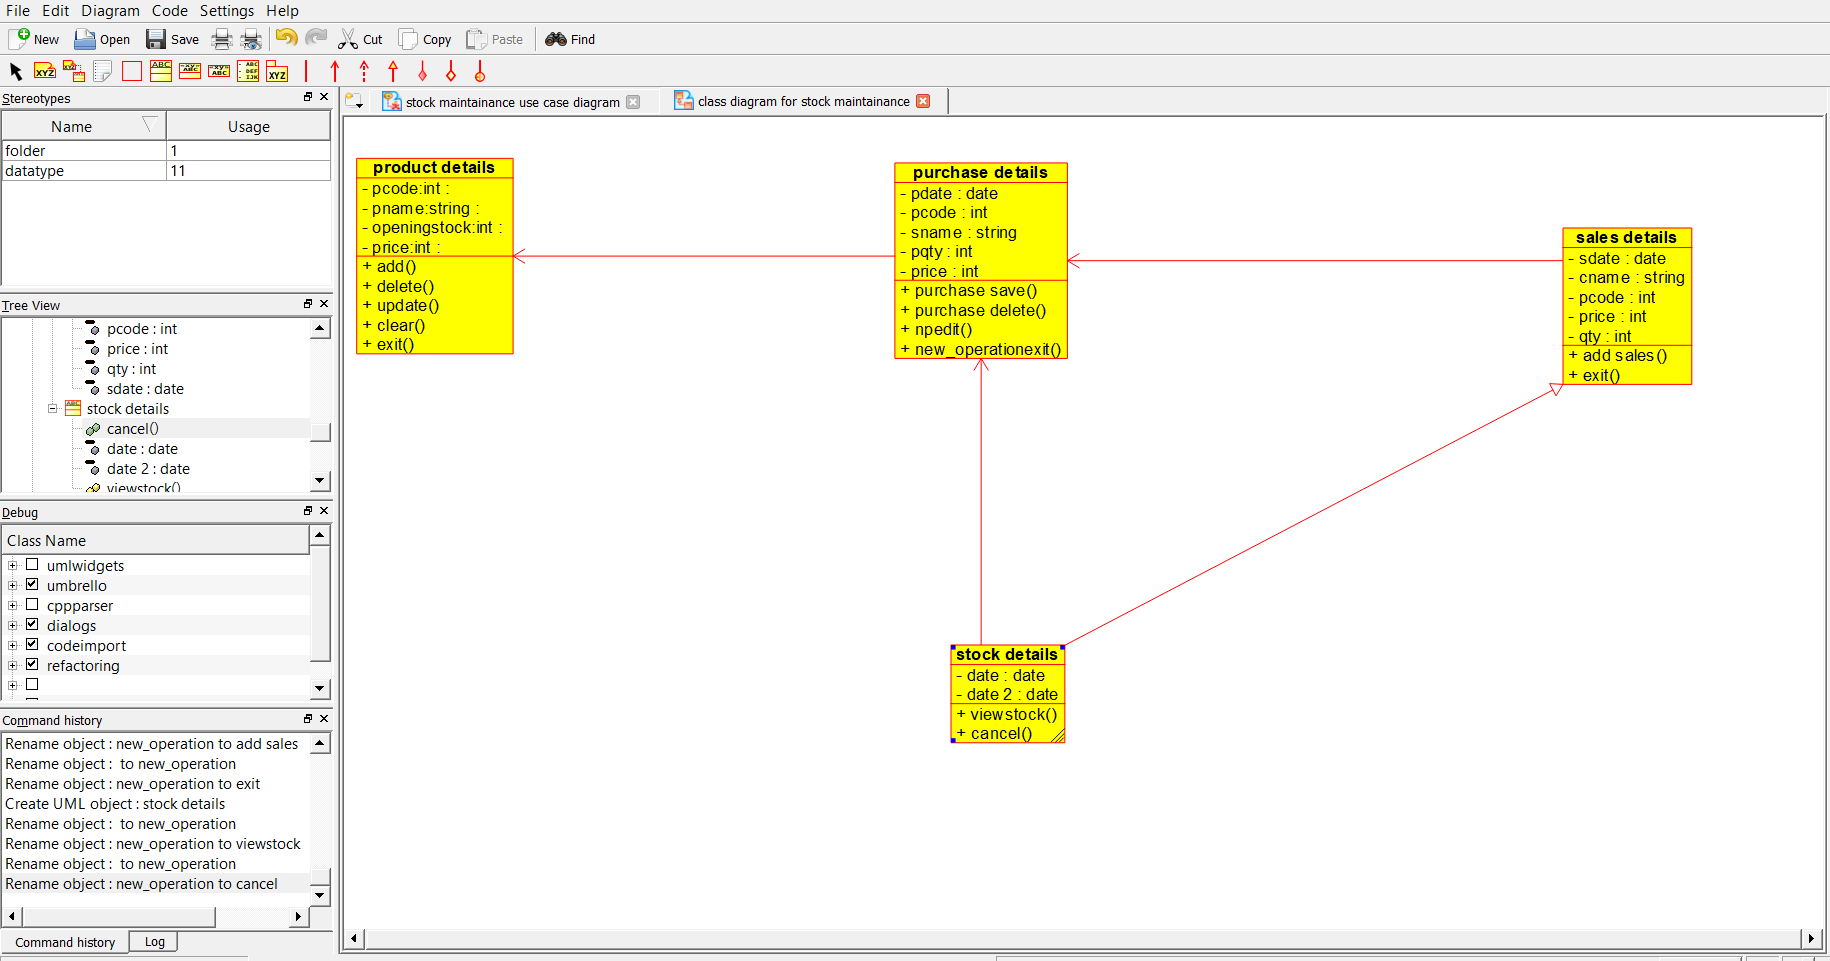 File Edit Diagram Code Settings Help
New Open Save Cut Copy Paste Find
Stereotypes
Name Usage
folder 1
datatype 11
Tree View
pcode : int
price : int
qty : int
sdate : date
stock details
cancel()
date : date
date 2 : date
viewstock()
Debug
Class Name
umlwidgets
umbrello
cppparser
dialogs
codeimport
refactoring
Command history
Rename object : new_operation to add sales
Rename object :  to new_operation
Rename object : new_operation to exit
Create UML object : stock details
Rename object :  to new_operation
Rename object : new_operation to viewstock
Rename object :  to new_operation
Rename object : new_operation to cancel
Command history Log
stock maintainance use case diagram
class diagram for stock maintainance
product details
- pcode:int :
- pname:string :
- openingstock:int :
- price:int :
+ add()
+ delete()
+ update()
+ clear()
+ exit()
purchase details
- pdate : date
- pcode : int
- sname : string
- pqty : int
- price : int
+ purchase save()
+ purchase delete()
+ npedit()
+ new_operationexit()
sales details
- sdate : date
- cname : string
- pcode : int
- price : int
- qty : int
+ add sales()
+ exit()
stock details
- date : date
- date 2 : date
+ viewstock()
+ cancel()